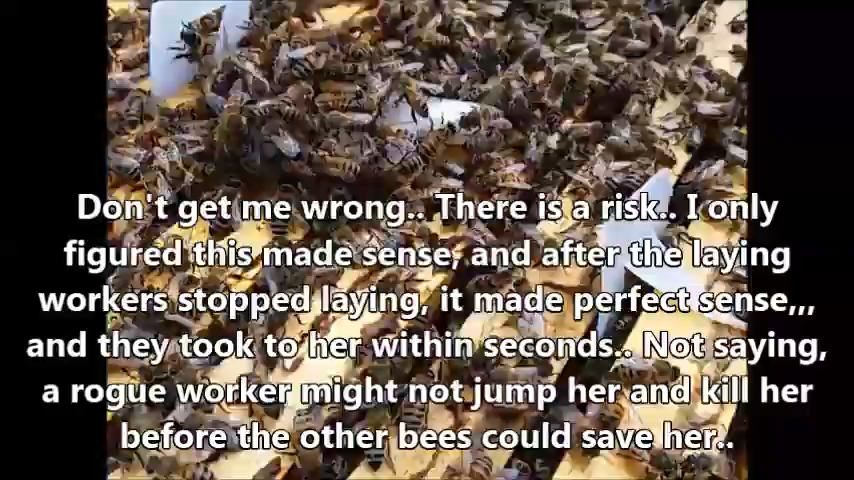 Don't get me wrong.. There is a risk.. I only
figured this made sense, and after the laying
workers stopped laying, it made perfect sense,,,
and they took to her within seconds.. Not saying,
a rogue worker might not jump her and kill her
before the other bees could save her..